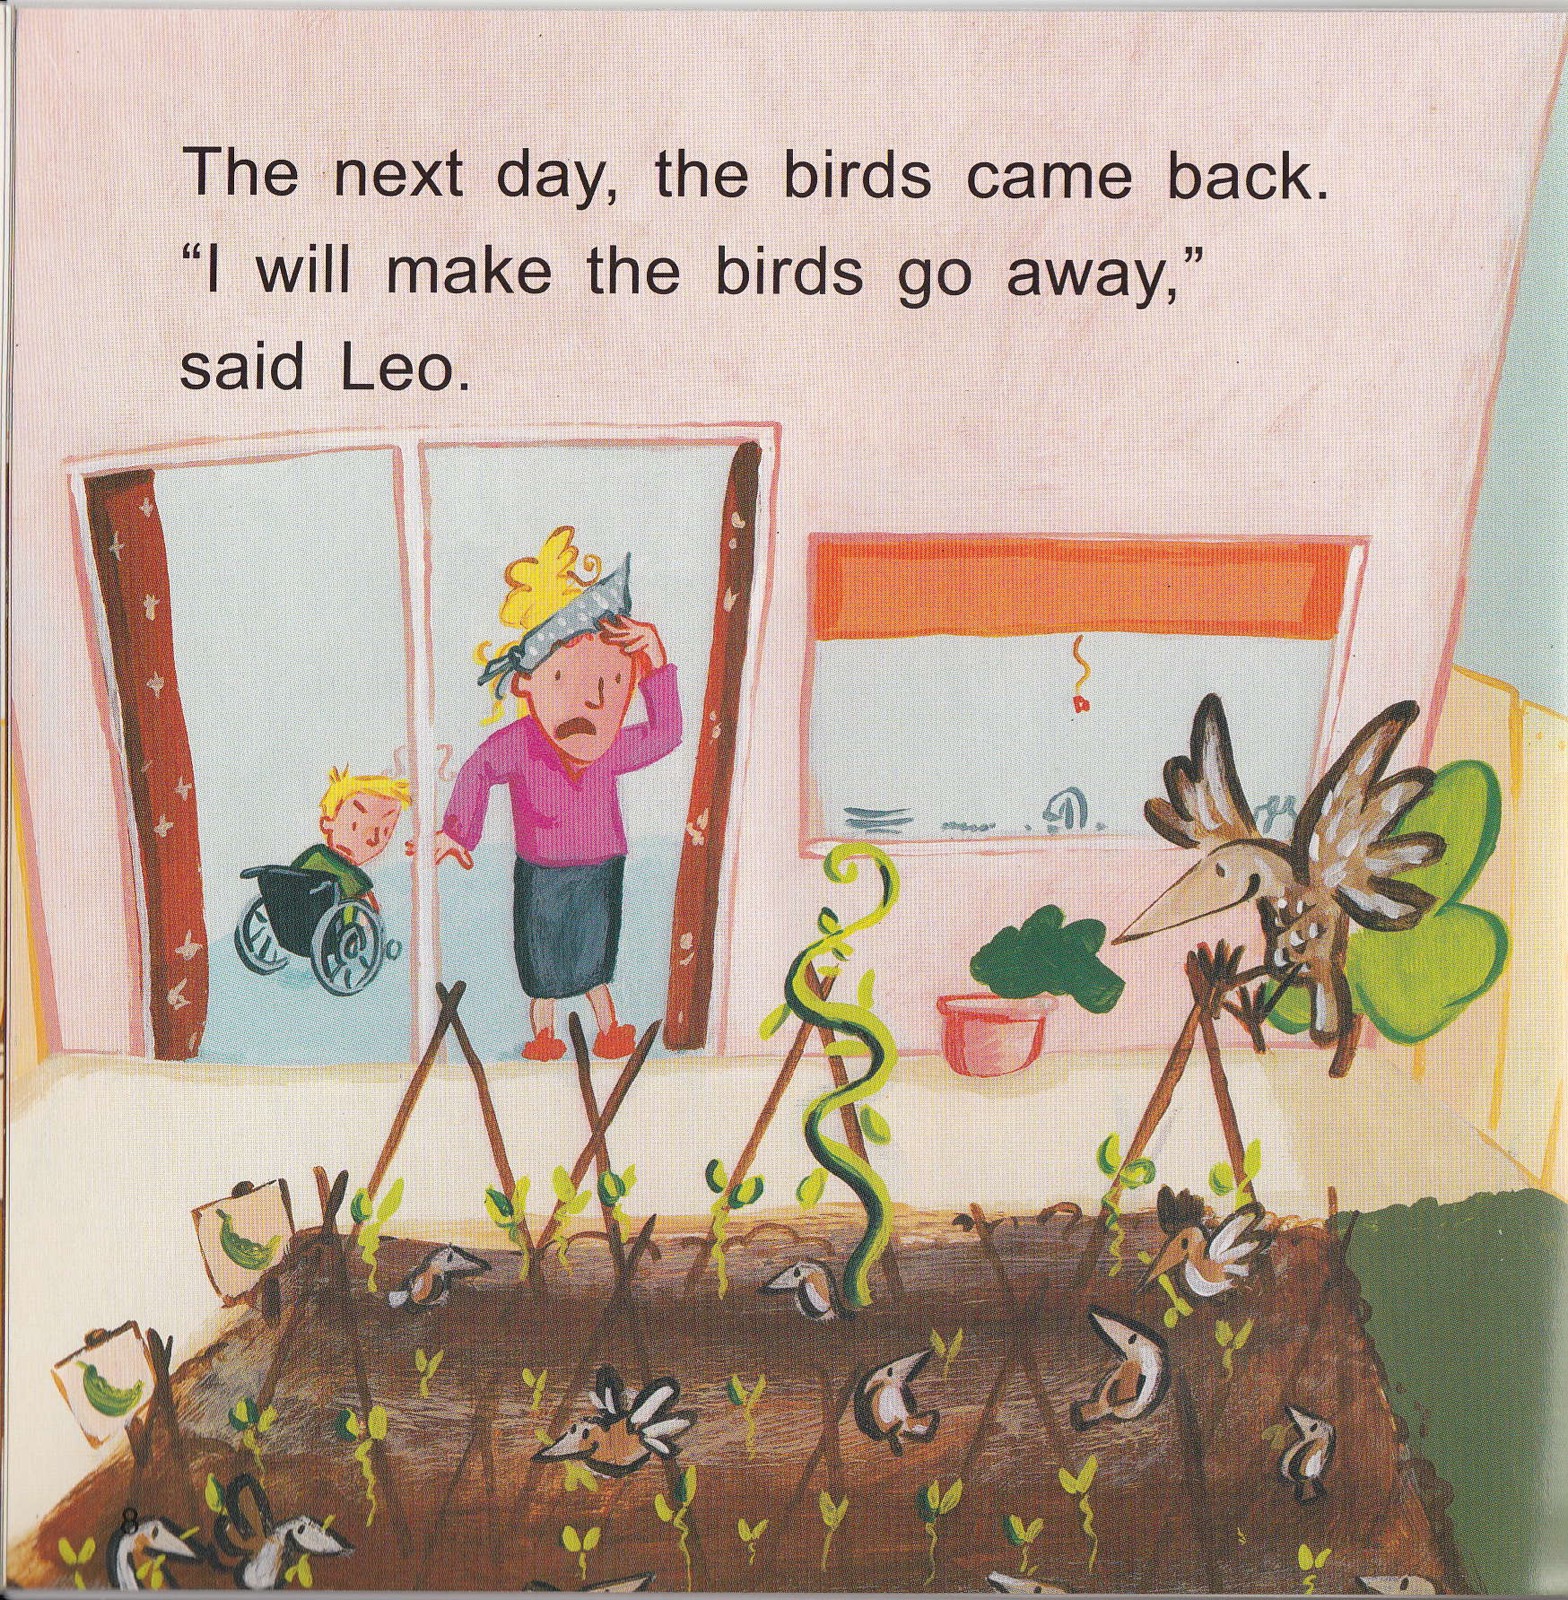 The next day, the birds came back.
“I will make the birds go away,”
said Leo.
8